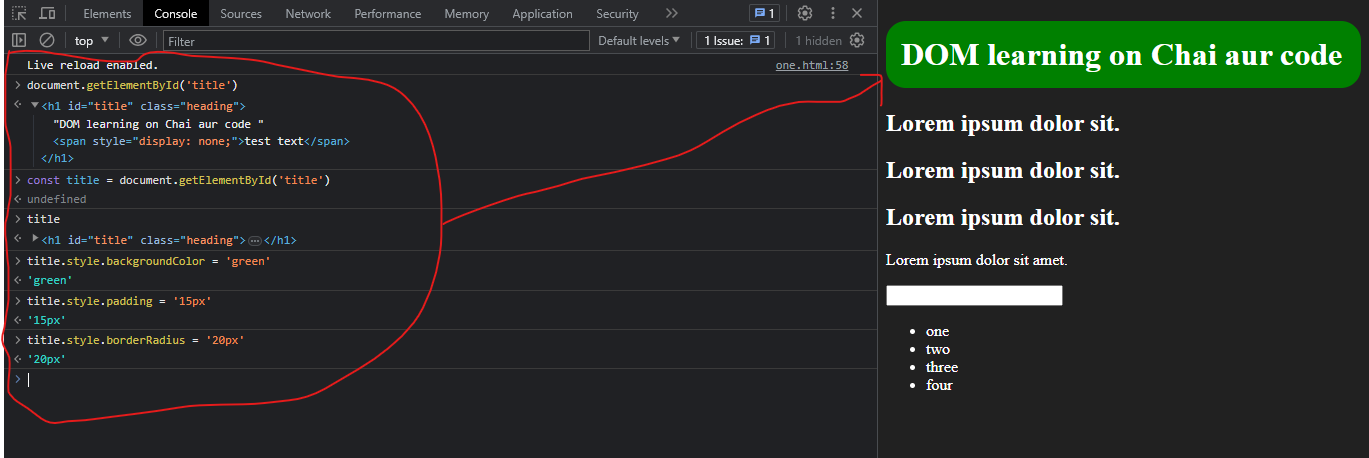 Elements Console Sources Network Performance Memory Application Security 1
top Filter Default levels 1 Issue: 1 1 hidden
Live reload enabled. one.html:58
document.getElementById('title')
<h1 id="title" class="heading">
"DOM learning on Chai aur code "
<span style="display: none;">test text</span>
</h1>
const title = document.getElementById('title')
undefined
title
<h1 id="title" class="heading">…</h1>
title.style.backgroundColor = 'green'
'green'
title.style.padding = '15px'
'15px'
title.style.borderRadius = '20px'
'20px'
DOM learning on Chai aur code
Lorem ipsum dolor sit.
Lorem ipsum dolor sit.
Lorem ipsum dolor sit.
Lorem ipsum dolor sit amet.
one
two
three
four